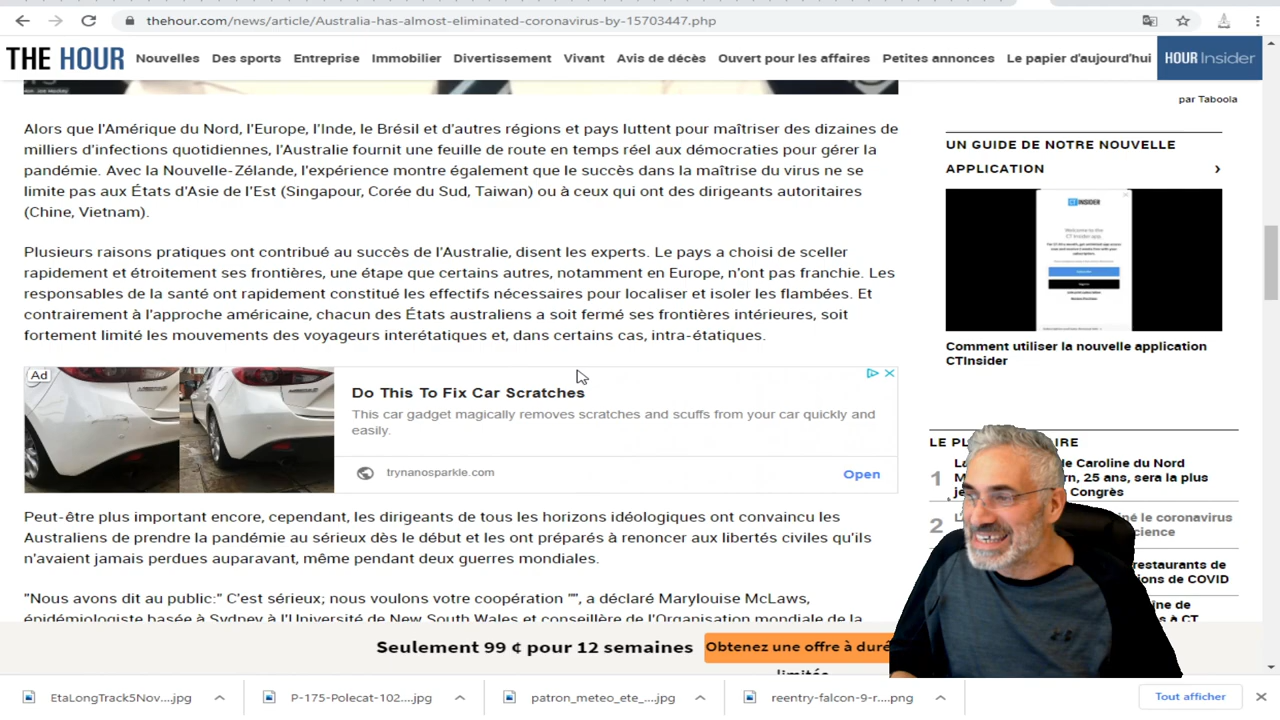 thehour.com/news/article/Australia-has-almost-eliminated-coronavirus-by-15703447.php
THE HOUR
Nouvelles Des sports Entreprise Immobilier Divertissement Vivant Avis de décès Ouvert pour les affaires Petites annonces Le papier d'aujourd'hui HOUR Insider
par Taboola
Alors que l'Amérique du Nord, l'Europe, l'Inde, le Brésil et d'autres régions et pays luttent pour maîtriser des dizaines de
milliers d'infections quotidiennes, l'Australie fournit une feuille de route en temps réel aux démocraties pour gérer la
pandémie. Avec la Nouvelle-Zélande, l'expérience montre également que le succès dans la maîtrise du virus ne se
limite pas aux États d'Asie de l'Est (Singapour, Corée du Sud, Taiwan) ou à ceux qui ont des dirigeants autoritaires
(Chine, Vietnam).
Plusieurs raisons pratiques ont contribué au succès de l'Australie, disent les experts. Le pays a choisi de sceller
rapidement et étroitement ses frontières, une étape que certains autres, notamment en Europe, n'ont pas franchie. Les
responsables de la santé ont rapidement constitué les effectifs nécessaires pour localiser et isoler les flambées. Et
contrairement à l'approche américaine, chacun des États australiens a soit fermé ses frontières intérieures, soit
fortement limité les mouvements des voyageurs interétatiques et, dans certains cas, intra-étatiques.
Ad
Do This To Fix Car Scratches
This car gadget magically removes scratches and scuffs from your car quickly and
easily.
trynanosparkle.com
Open
Peut-être plus important encore, cependant, les dirigeants de tous les horizons idéologiques ont convaincu les
Australiens de prendre la pandémie au sérieux dès le début et les ont préparés à renoncer aux libertés civiles qu'ils
n'avaient jamais perdues auparavant, même pendant deux guerres mondiales.
"Nous avons dit au public:" C'est sérieux; nous voulons votre coopération "", a déclaré Marylouise McLaws,
épidémiologiste basée à Sydney à l'Université de New South Wales et conseillère de l'Organisation mondiale de la
UN GUIDE DE NOTRE NOUVELLE
APPLICATION
CT INSIDER
Comment utiliser la nouvelle application
CTInsider
LE PL
IRE
1
de Caroline du Nord
25 ans, sera la plus
Congrès
2
le coronavirus
restaurants de
COVID
de
à CT
Seulement 99 ¢ pour 12 semaines
Obtenez une offre à
EtaLongTrack5Nov....jpg
P-175-Polecat-102....jpg
patron_meteo_ete_....jpg
reentry-falcon-9-r....png
Tout afficher